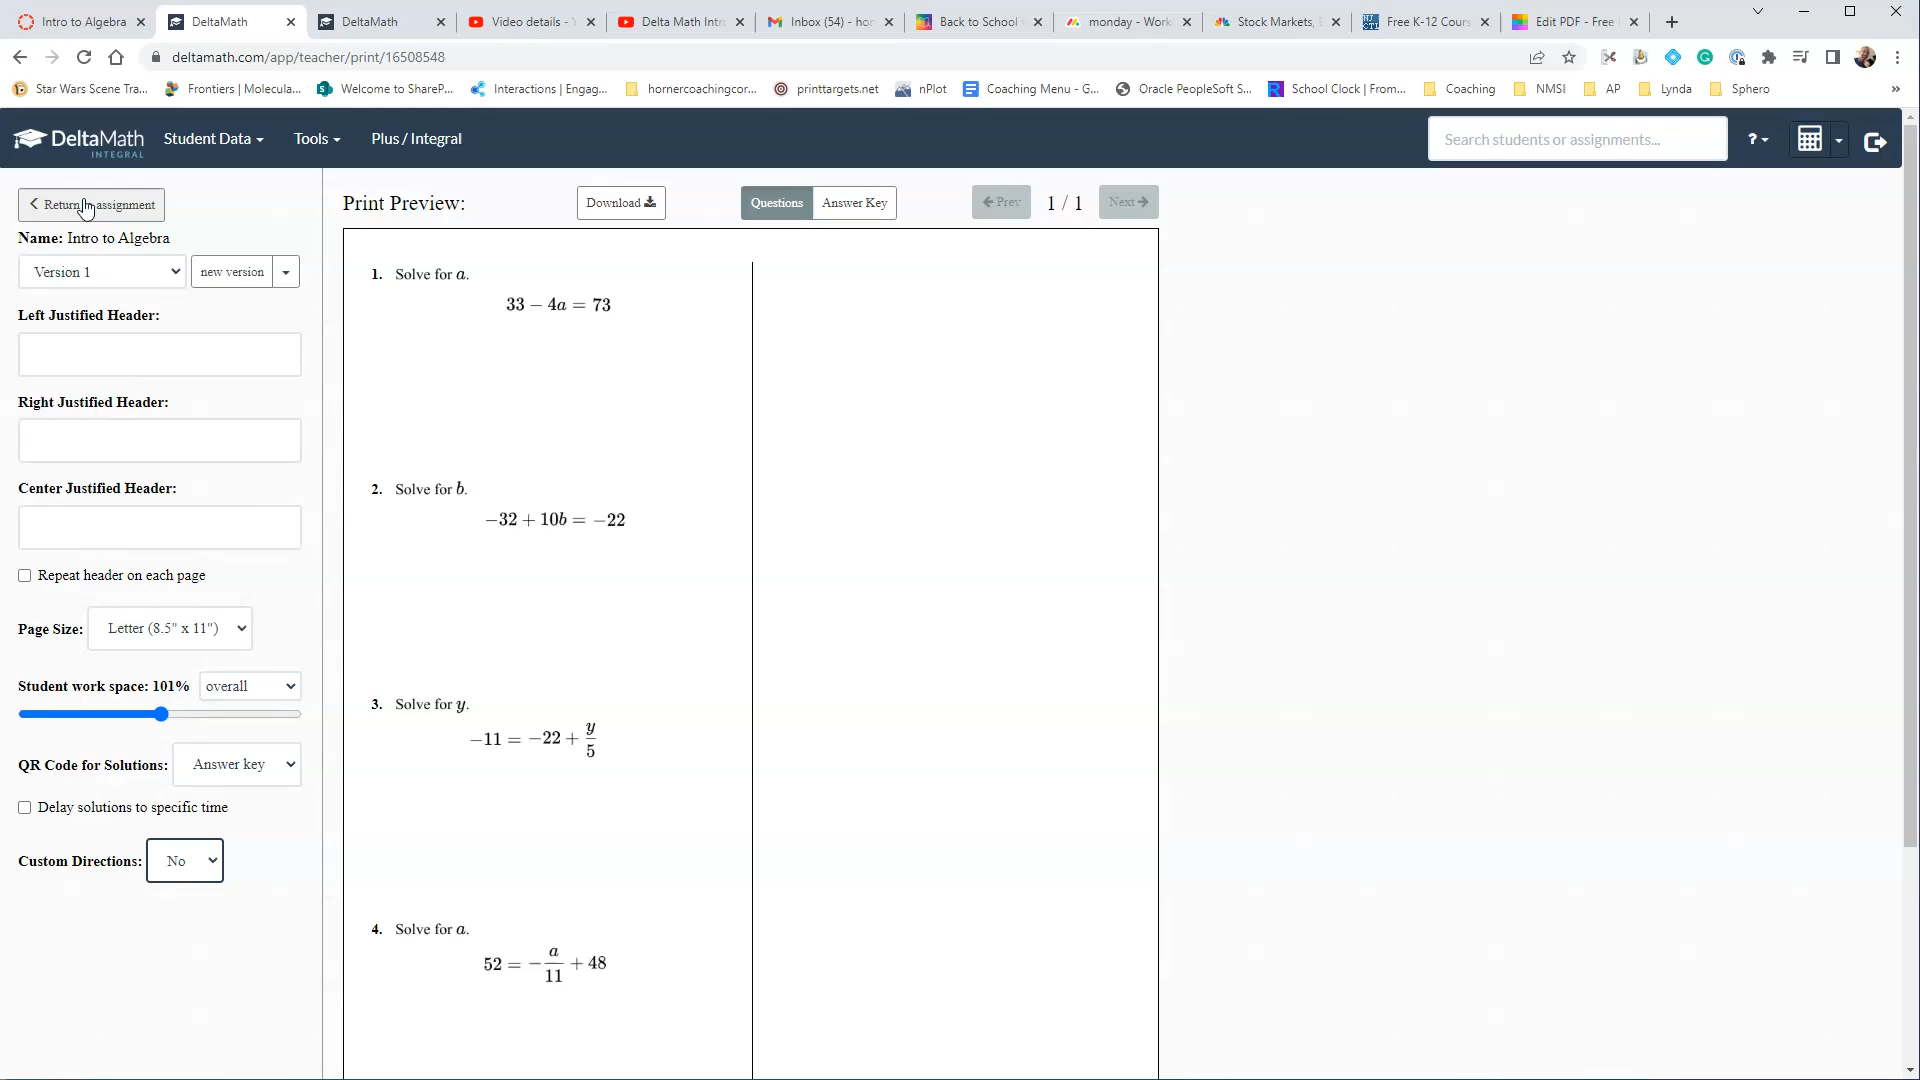 Intro to Algebra
DeltaMath
DeltaMath
Video details -
Delta Math Intr
Inbox (54) - ho
Back to School
monday - Work
Stock Markets,
Free K-12 Cours
Edit PDF - Free
deltamath.com/app/teacher/print/16508548
Star Wars Scene Tra...
Frontiers | Molecula...
Welcome to ShareP...
Interactions | Engag...
hornercoachingcor...
printtargets.net
nPlot
Coaching Menu - G...
Oracle PeopleSoft S...
School Clock | From...
Coaching
NMSI
AP
Lynda
Sphero
»
DeltaMath
INTEGRAL
Student Data
Tools
Plus / Integral
Search students or assignments...
?
Return assignment
Name: Intro to Algebra
Version 1
new version
Left Justified Header:
Right Justified Header:
Center Justified Header:
Repeat header on each page
Page Size: Letter (8.5" x 11")
Student work space: 101% overall
QR Code for Solutions: Answer key
Delay solutions to specific time
Custom Directions: No
Print Preview:
Download
Questions
Answer Key
Prev
1 / 1
Next
1. Solve for a.
33 − 4a = 73
2. Solve for b.
−32 + 10b = −22
3. Solve for y.
−11 = −22 + y/5
4. Solve for a.
52 = −a/11 + 48